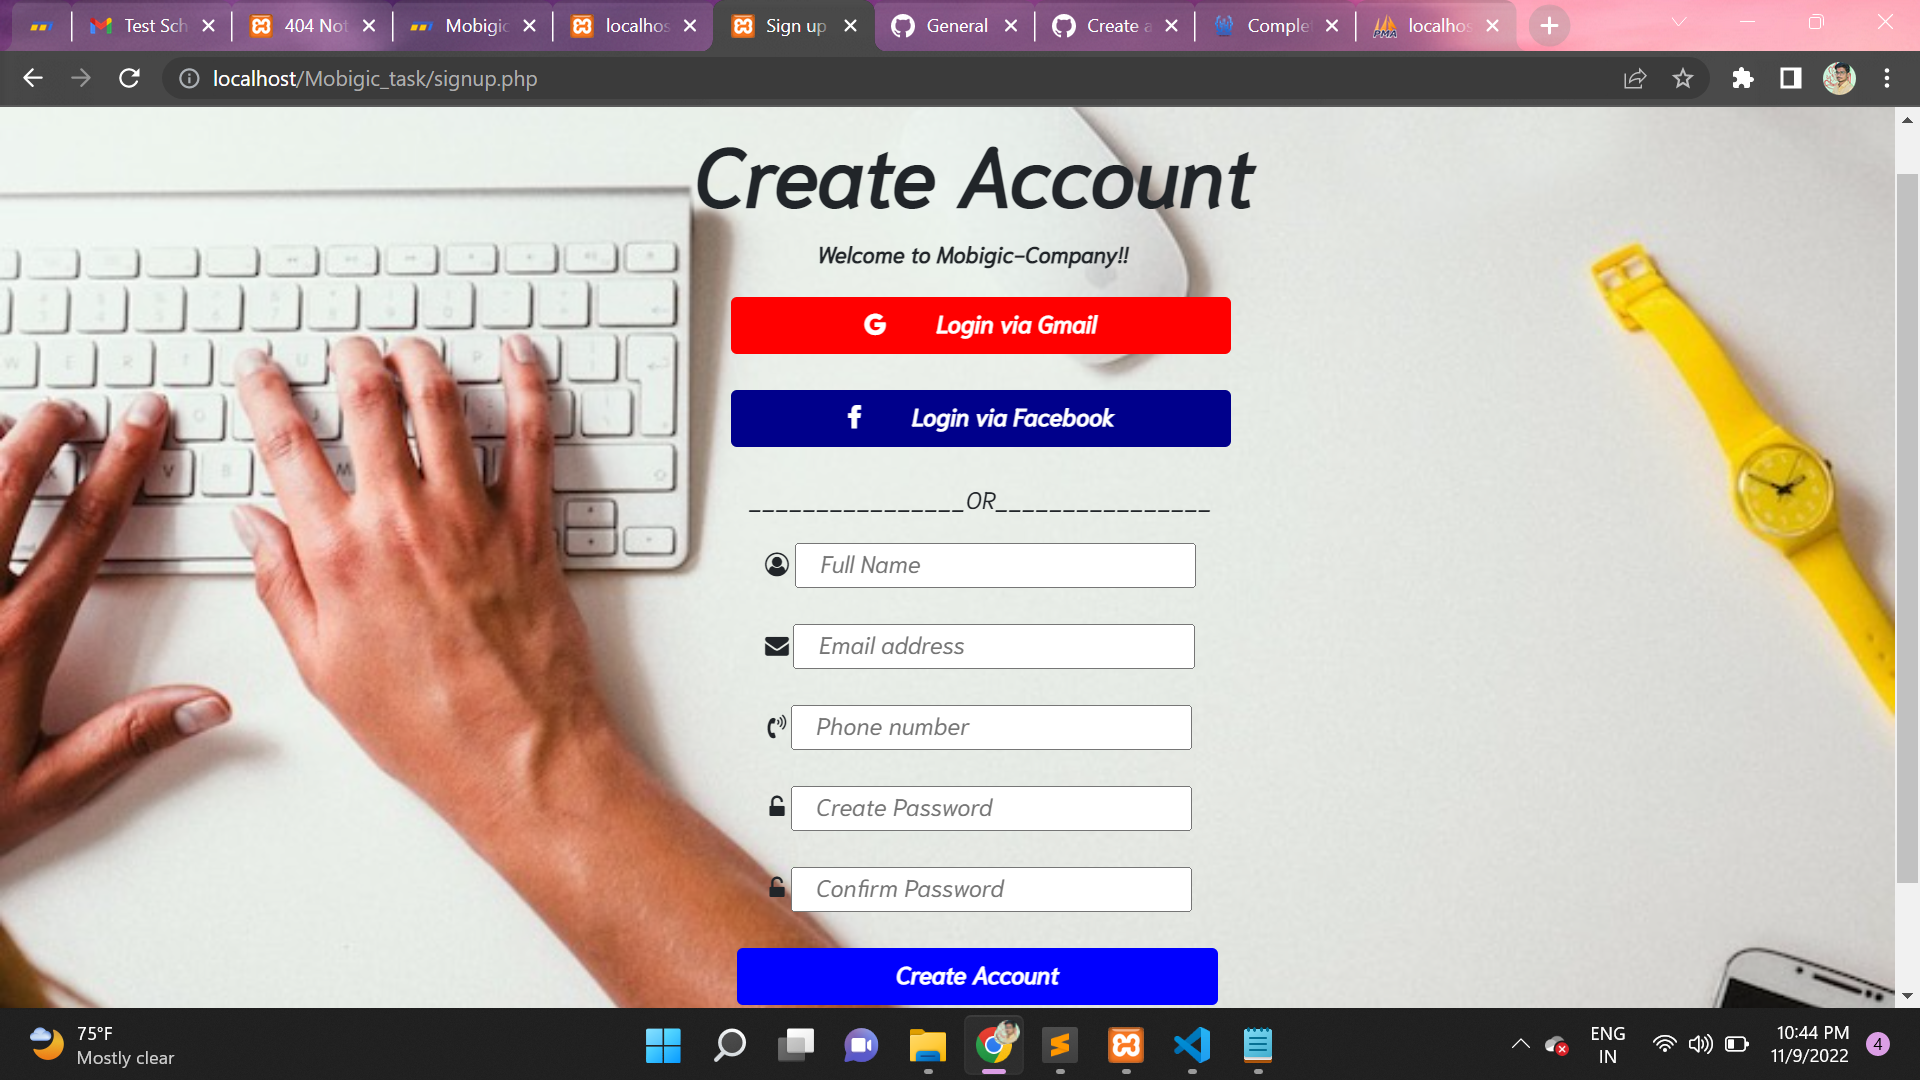 Test Sch
404 Not
Mobigic
localhos
Sign up
General
Create a
Comple
PMA
localhos
localhost/Mobigic_task/signup.php
Create Account
Welcome to Mobigic-Company!!
G Login via Gmail
f Login via Facebook
________________OR________________
Full Name
Email address
Phone number
Create Password
Confirm Password
Create Account
75°F
Mostly clear
ENG
IN
10:44 PM
11/9/2022
4